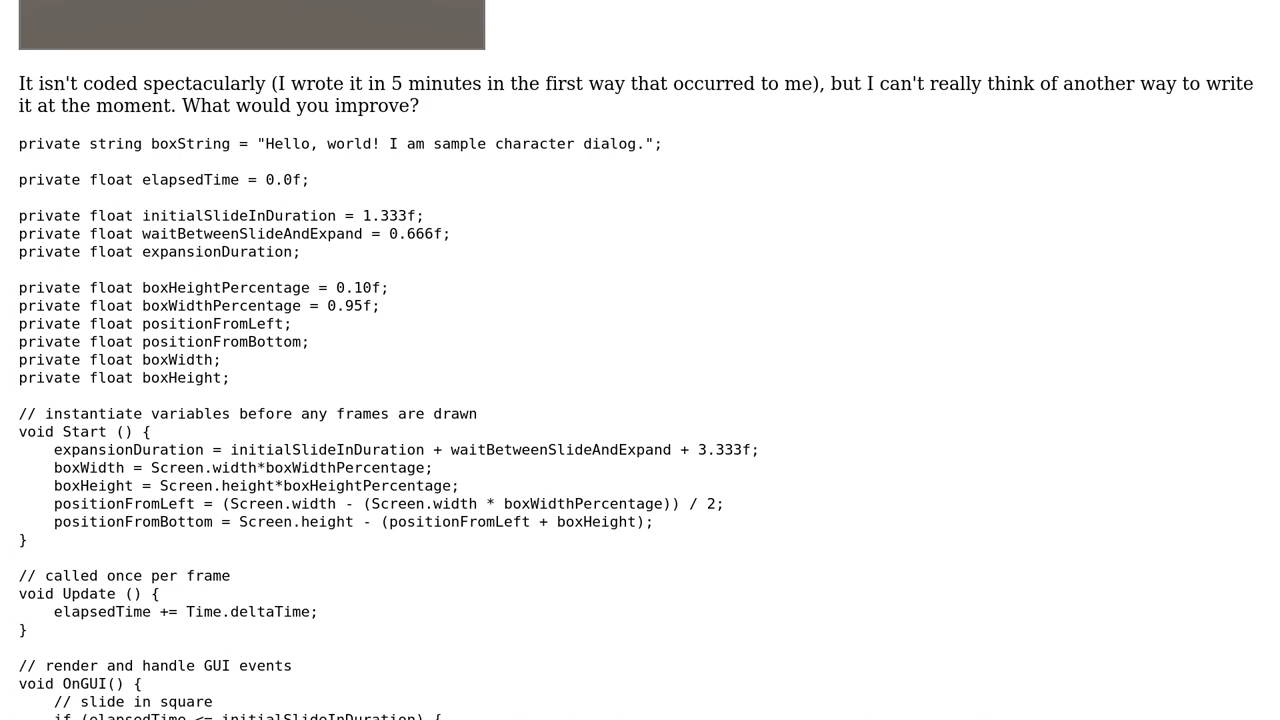 It isn't coded spectacularly (I wrote it in 5 minutes in the first way that occurred to me), but I can't really think of another way to write
it at the moment. What would you improve?
private string boxString = "Hello, world! I am sample character dialog.";
private float elapsedTime = 0.0f;
private float initialSlideInDuration = 1.333f;
private float waitBetweenSlideAndExpand = 0.666f;
private float expansionDuration;
private float boxHeightPercentage = 0.10f;
private float boxWidthPercentage = 0.95f;
private float positionFromLeft;
private float positionFromBottom;
private float boxWidth;
private float boxHeight;
// instantiate variables before any frames are drawn
void Start () {
    expansionDuration = initialSlideInDuration + waitBetweenSlideAndExpand + 3.333f;
    boxWidth = Screen.width*boxWidthPercentage;
    boxHeight = Screen.height*boxHeightPercentage;
    positionFromLeft = (Screen.width - (Screen.width * boxWidthPercentage)) / 2;
    positionFromBottom = Screen.height - (positionFromLeft + boxHeight);
}
// called once per frame
void Update () {
    elapsedTime += Time.deltaTime;
}
// render and handle GUI events
void OnGUI() {
    // slide in square
    if (elapsedTime <= initialSlideInDuration) {